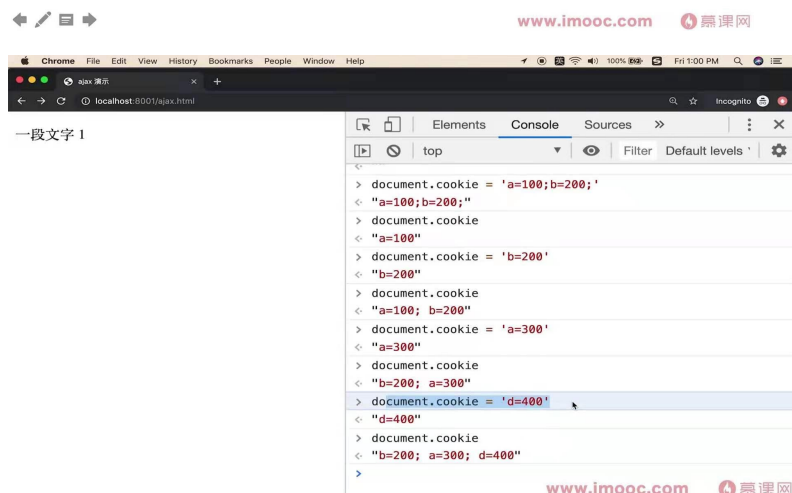 www.imooc.com 慕课网
Chrome File Edit View History Bookmarks People Window Help 100% Fri 1:00 PM
ajax 演示
localhost:8001/ajax.html Incognito
一段文字 1
Elements Console Sources
top Filter Default levels
> document.cookie = 'a=100;b=200;'
"a=100;b=200;"
> document.cookie
"a=100"
> document.cookie = 'b=200'
"b=200"
> document.cookie
"a=100; b=200"
> document.cookie = 'a=300'
"a=300"
> document.cookie
"b=200; a=300"
> document.cookie = 'd=400'
"d=400"
> document.cookie
"b=200; a=300; d=400"
>
www.imooc.com 慕课网